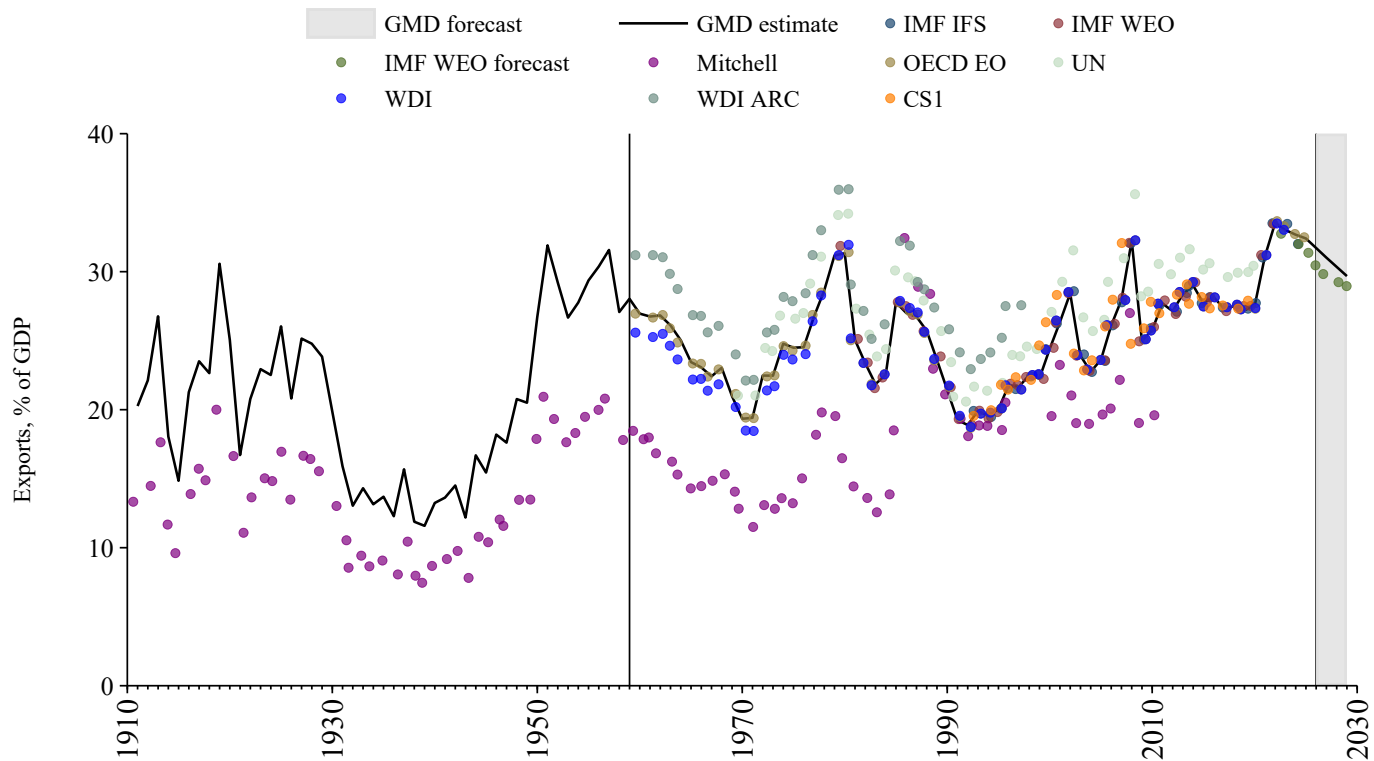 GMD forecast GMD estimate IMF IFS IMF WEO
IMF WEO forecast Mitchell OECD EO UN
WDI WDI ARC CS1
Exports, % of GDP
40
30
20
10
0
1910 1930 1950 1970 1990 2010 2030